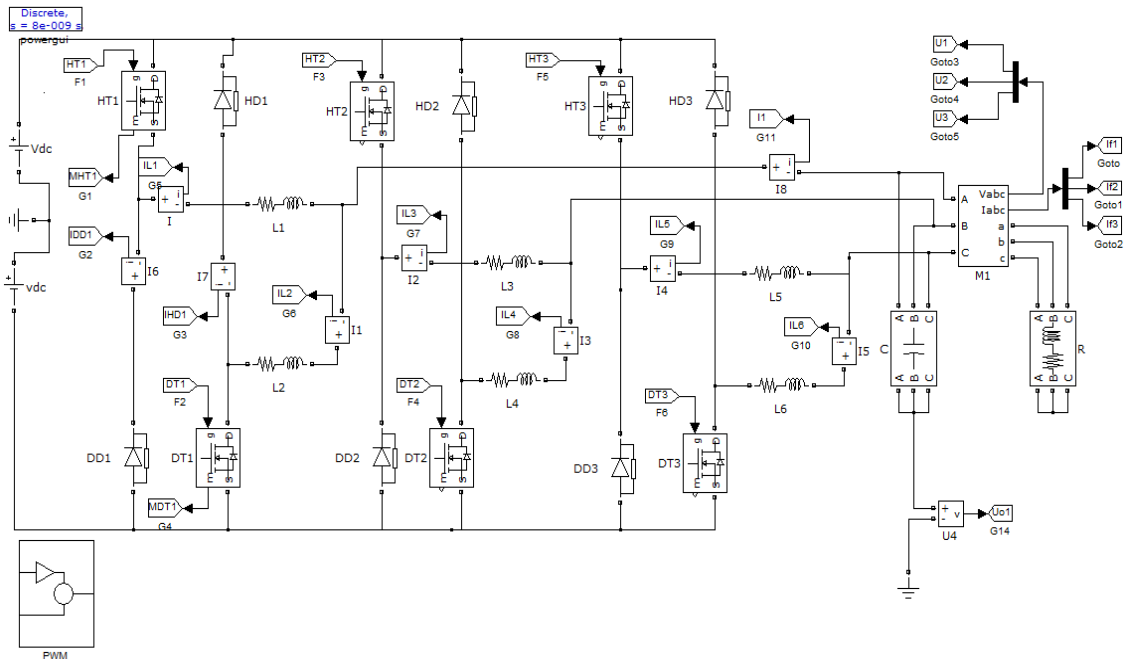 Discrete,
s = 8e-009 s.
powergui
HT1
F1
HT1
HD1
HT2
F3
HT2
HD2
HT3
F5
HT3
HD3
U1
Goto3
U2
Goto4
U3
Goto5
I1
G11
+ i -
I8
Vdc
MHT1
G1
IL1
G5
+ i -
I
L1
IL3
G7
+ i -
I2
L3
IL5
G9
+ i -
I4
L5
If1
Goto
If2
Goto1
If3
Goto2
A
B
C
Vabc
Iabc
a
b
c
M1
IDD1
G2
I6
I7
IHD1
G3
vdc
IL2
G6
I1
L2
IL4
G8
I3
L4
IL6
G10
I5
L6
A B C
C
A B C
A B C
R
A B C
DT1
F2
DD1
DT1
MDT1
G4
DT2
F4
DD2
DT2
DT3
F6
DD3
DT3
+
-
v
U4
Uo1
G14
PWM